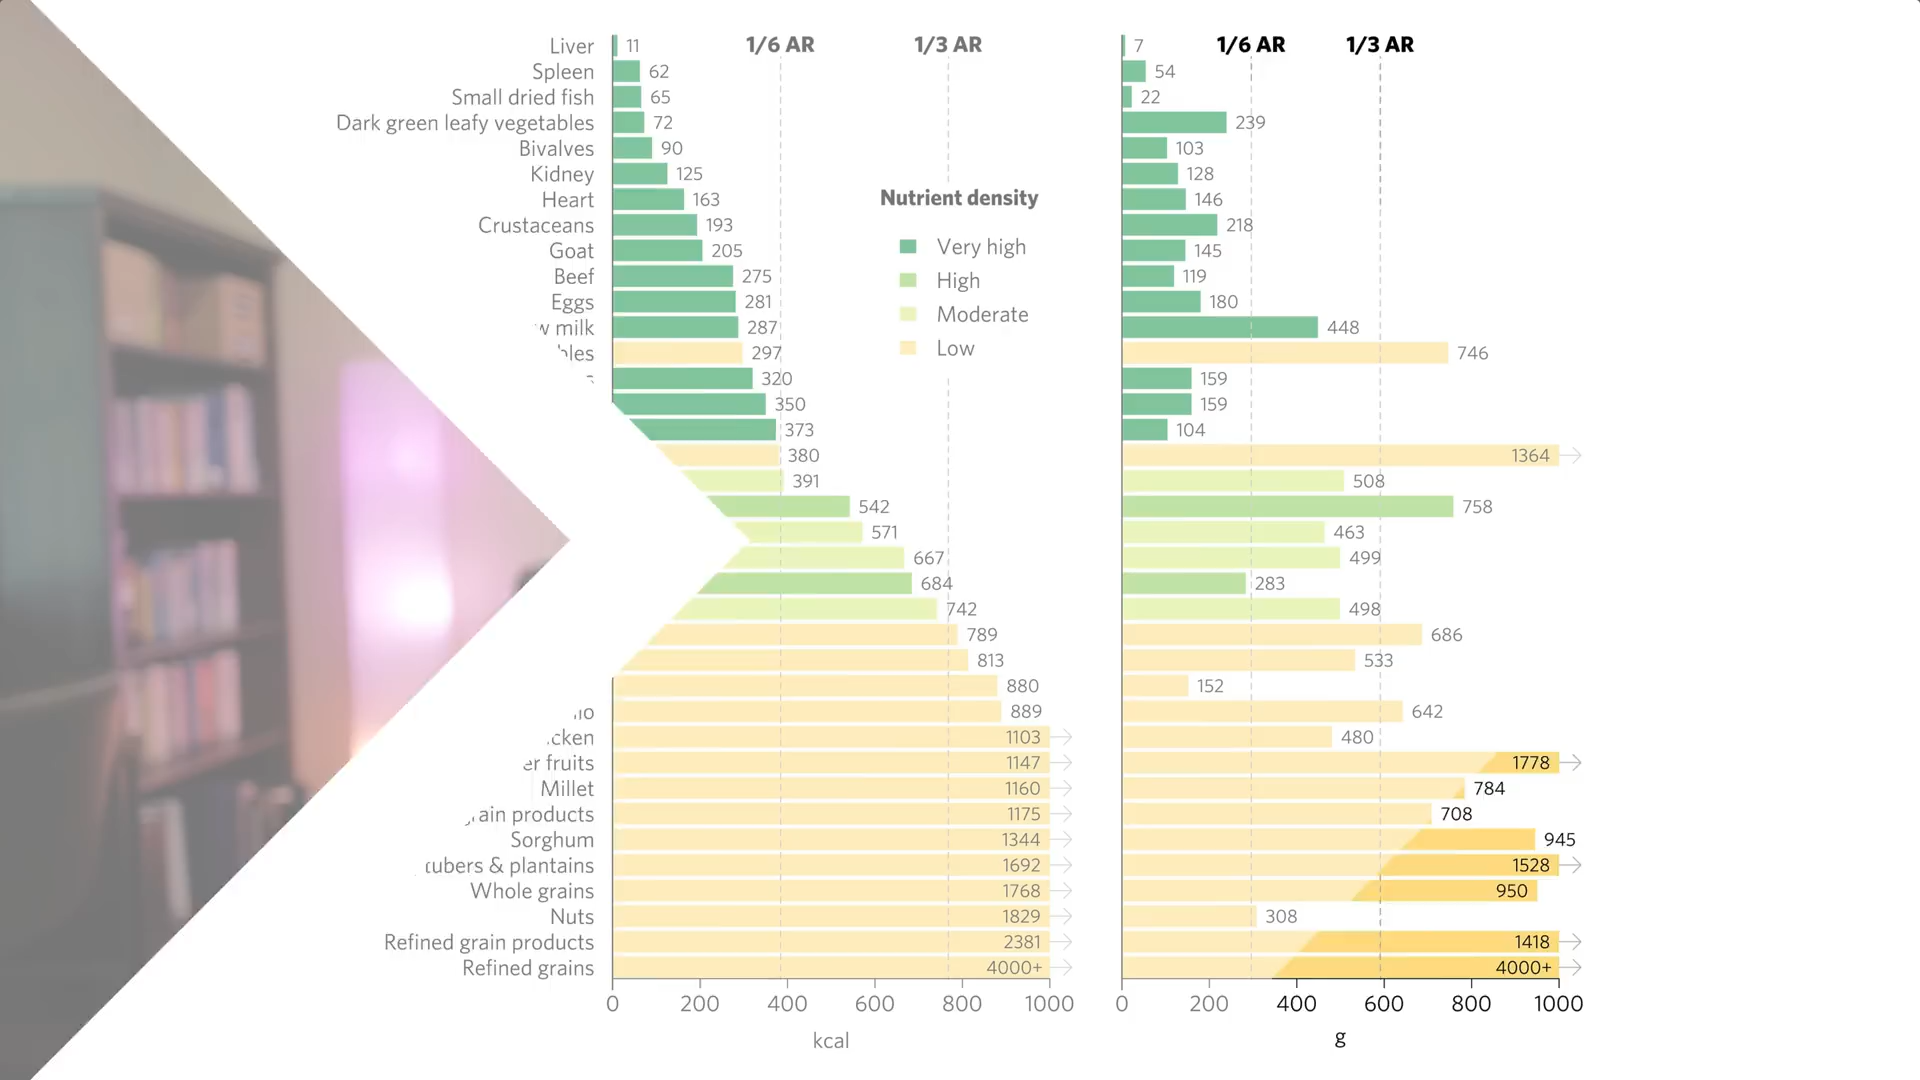 1/6 AR 1/3 AR 1/6 AR 1/3 AR
Liver 11 7
Spleen 62 54
Small dried fish 65 22
Dark green leafy vegetables 72 239
Bivalves 90 103
Kidney 125 128
Heart 163 146
Crustaceans 193 218
Goat 205 145
Beef 275 119
Eggs 281 180
milk 287 448
297 746
320 159
350 159
373 104
380 1364
391 508
542 758
571 463
667 499
684 283
742 498
789 686
813 533
880 152
889 642
1103 480
fruits 1147 1778
Millet 1160 784
products 1175 708
Sorghum 1344 945
tubers & plantains 1692 1528
Whole grains 1768 950
Nuts 1829 308
Refined grain products 2381 1418
Refined grains 4000+ 4000+
Nutrient density
Very high
High
Moderate
Low
0 200 400 600 800 1000 0 200 400 600 800 1000
kcal g